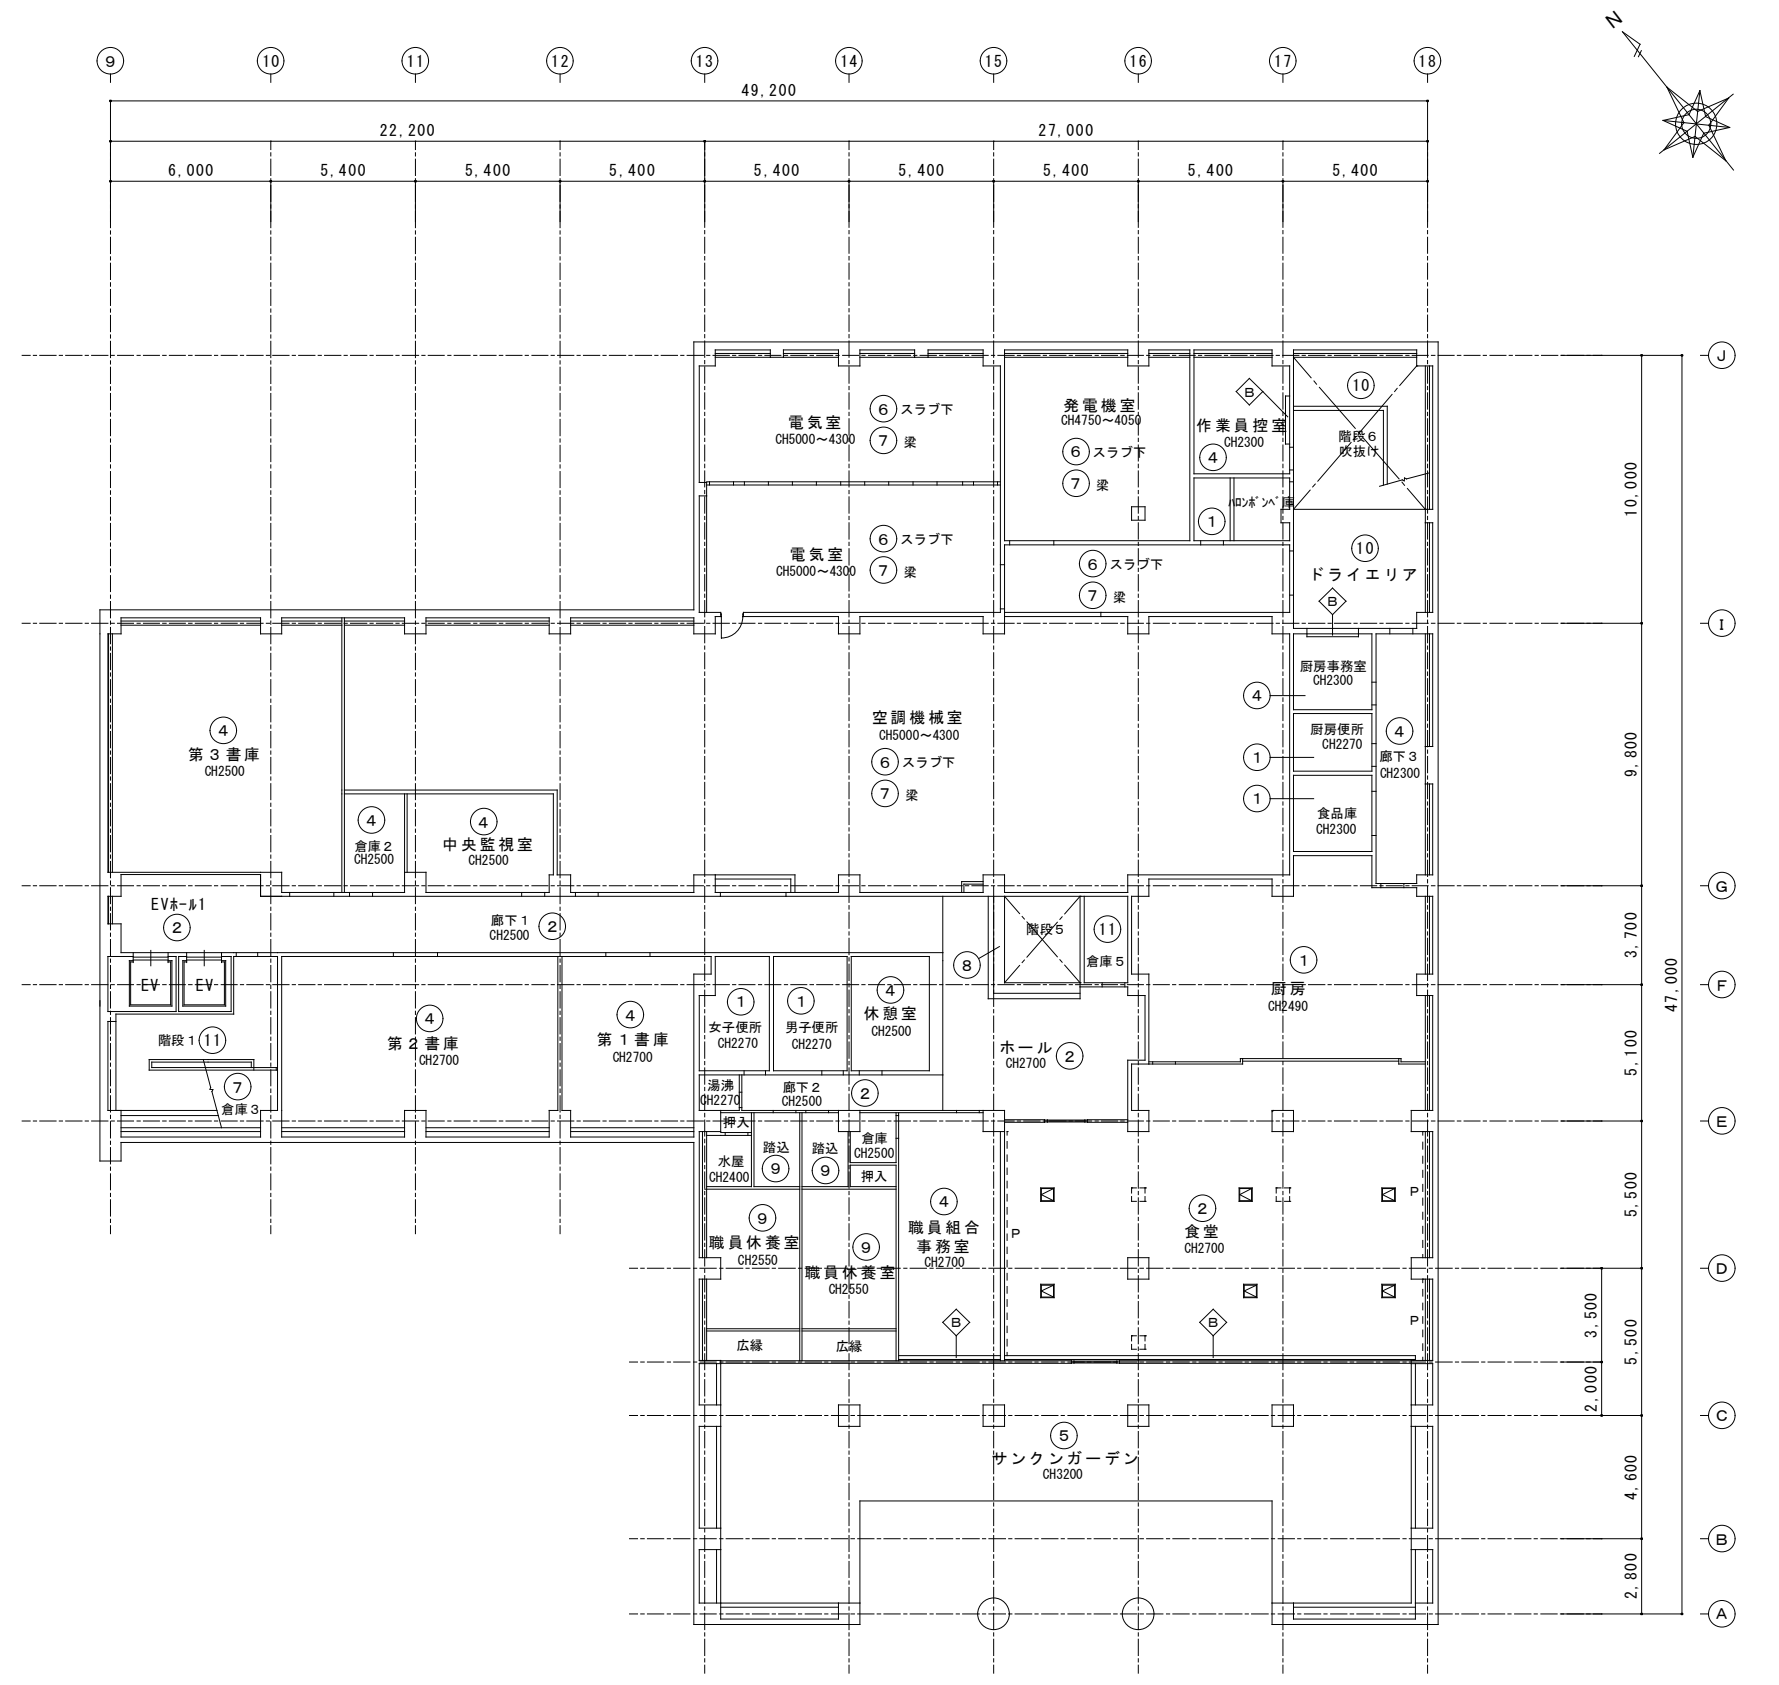 N
9 10 11 12 13 14 15 16 17 18
49,200
22,200 27,000
6,000 5,400 5,400 5,400 5,400 5,400 5,400 5,400 5,400
J
電気室
CH5000～4300
6 スラブ下
7 梁
発電機室
CH4750～4050
6 スラブ下
7 梁
B
作業員控室
CH2300
4
10
階段6
吹抜け
1
ハロンボンベ庫
10,000
電気室
CH5000～4300
6 スラブ下
7 梁
6 スラブ下
7 梁
10
ドライエリア
B
I
4
第3書庫
CH2500
空調機械室
CH5000～4300
6 スラブ下
7 梁
厨房事務室
CH2300
4
厨房便所
CH2270
1
食品庫
CH2300
1
4
廊下3
CH2300
9,800
4
倉庫2
CH2500
4
中央監視室
CH2500
G
EVホール1
2
廊下1
CH2500
2
階段5
8
11
倉庫5
1
厨房
CH2490
3,700
47,000
F
EV EV
階段1 11
7
倉庫3
4
第2書庫
CH2700
4
第1書庫
CH2700
1
女子便所
CH2270
1
男子便所
CH2270
4
休憩室
CH2500
ホール
CH2700
2
5,100
湯沸
CH2270
廊下2
CH2500
2
E
押入
水屋
CH2400
踏込
9
踏込
9
倉庫
CH2500
押入
4
職員組合
事務室
CH2700
B
2
食堂
CH2700
P
P
P
B
5,500
9
職員休養室
CH2550
9
職員休養室
CH2550
D
広縁
広縁
3,500
5,500
2,000
C
5
サンクンガーデン
CH3200
4,600
B
2,800
A